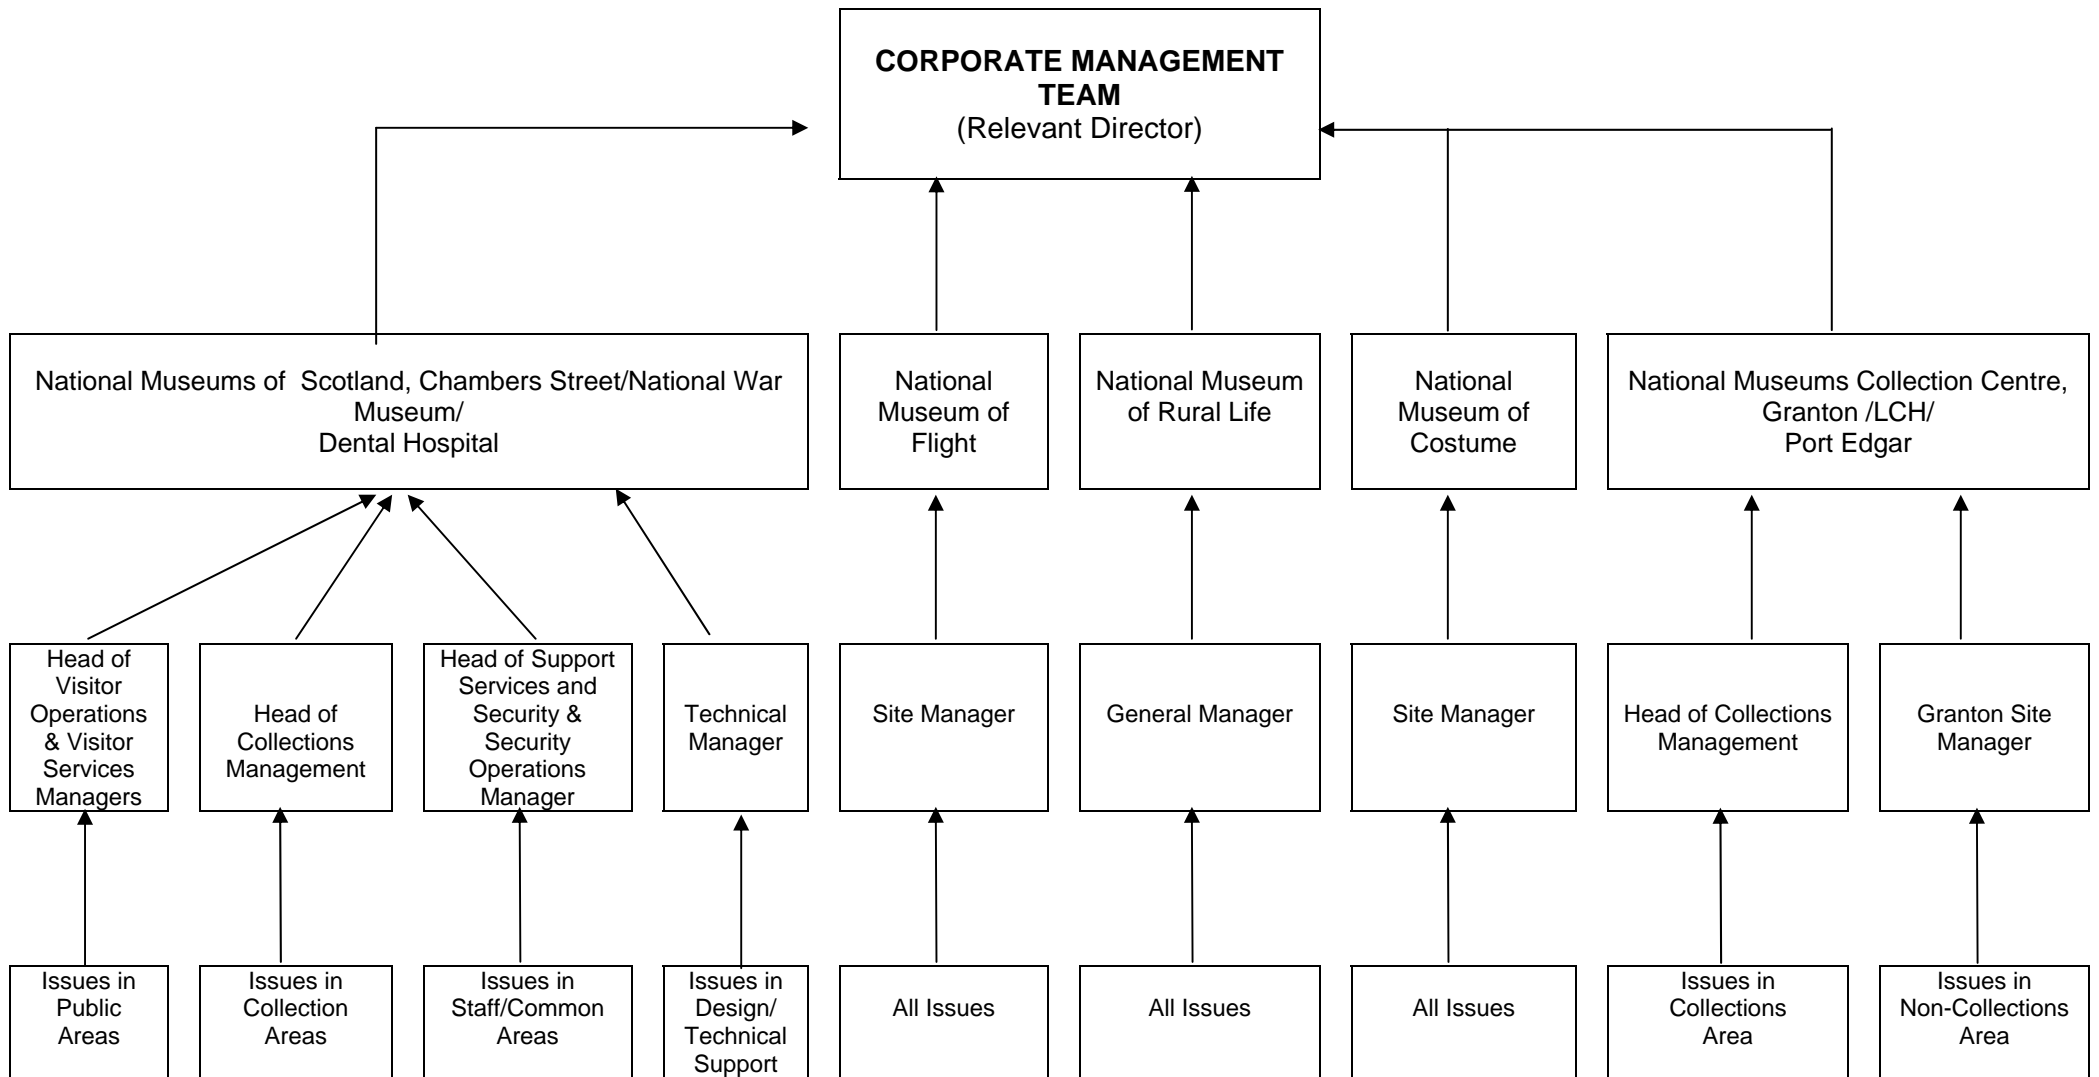 CORPORATE MANAGEMENT
TEAM
(Relevant Director)
National Museums of Scotland, Chambers Street/National War
Museum/
Dental Hospital
National
Museum of
Flight
National Museum
of Rural Life
National
Museum of
Costume
National Museums Collection Centre,
Granton /LCH/
Port Edgar
Head of
Visitor
Operations
& Visitor
Services
Managers
Head of
Collections
Management
Head of Support
Services and
Security &
Security
Operations
Manager
Technical
Manager
Site Manager
General Manager
Site Manager
Head of Collections
Management
Granton Site
Manager
Issues in
Public
Areas
Issues in
Collection
Areas
Issues in
Staff/Common
Areas
Issues in
Design/
Technical
Support
All Issues
All Issues
All Issues
Issues in
Collections
Area
Issues in
Non-Collections
Area